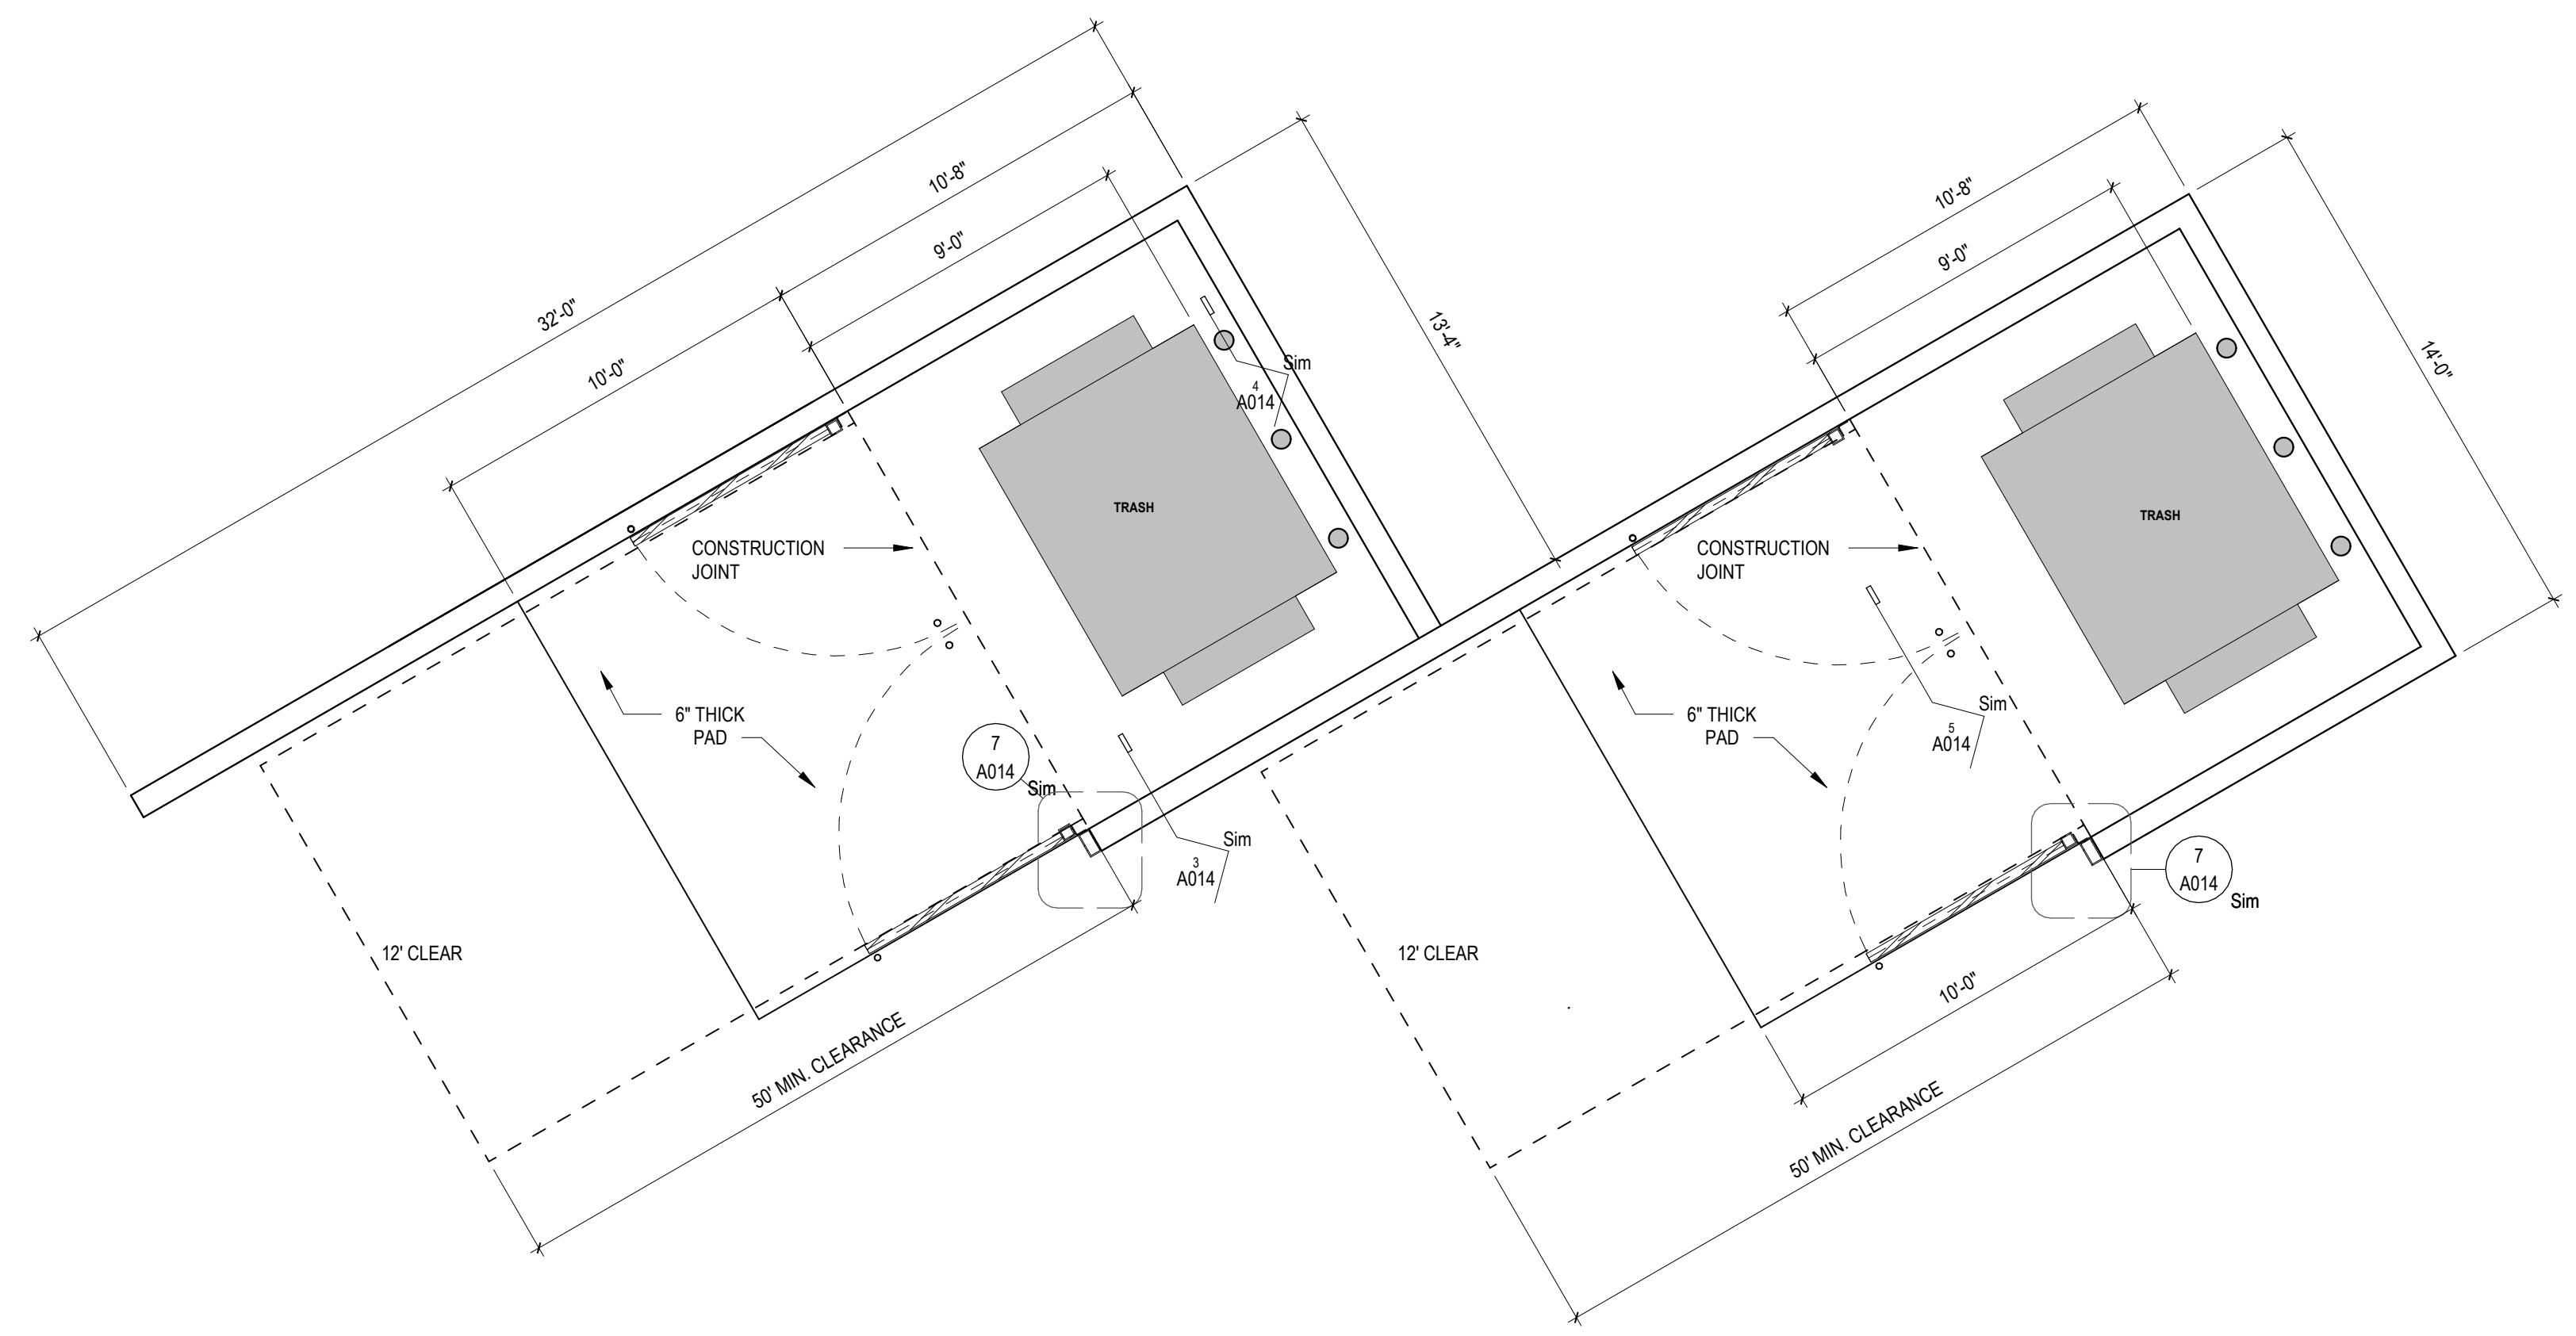 32'-0"
10'-8"
10'-0"
9'-0"
13'-4"
Sim
4
A014
TRASH
CONSTRUCTION
JOINT
6" THICK
PAD
7
A014
Sim
Sim
3
A014
12' CLEAR
50' MIN. CLEARANCE
10'-8"
9'-0"
14'-0"
TRASH
CONSTRUCTION
JOINT
6" THICK
PAD
Sim
5
A014
7
A014
Sim
12' CLEAR
10'-0"
50' MIN. CLEARANCE